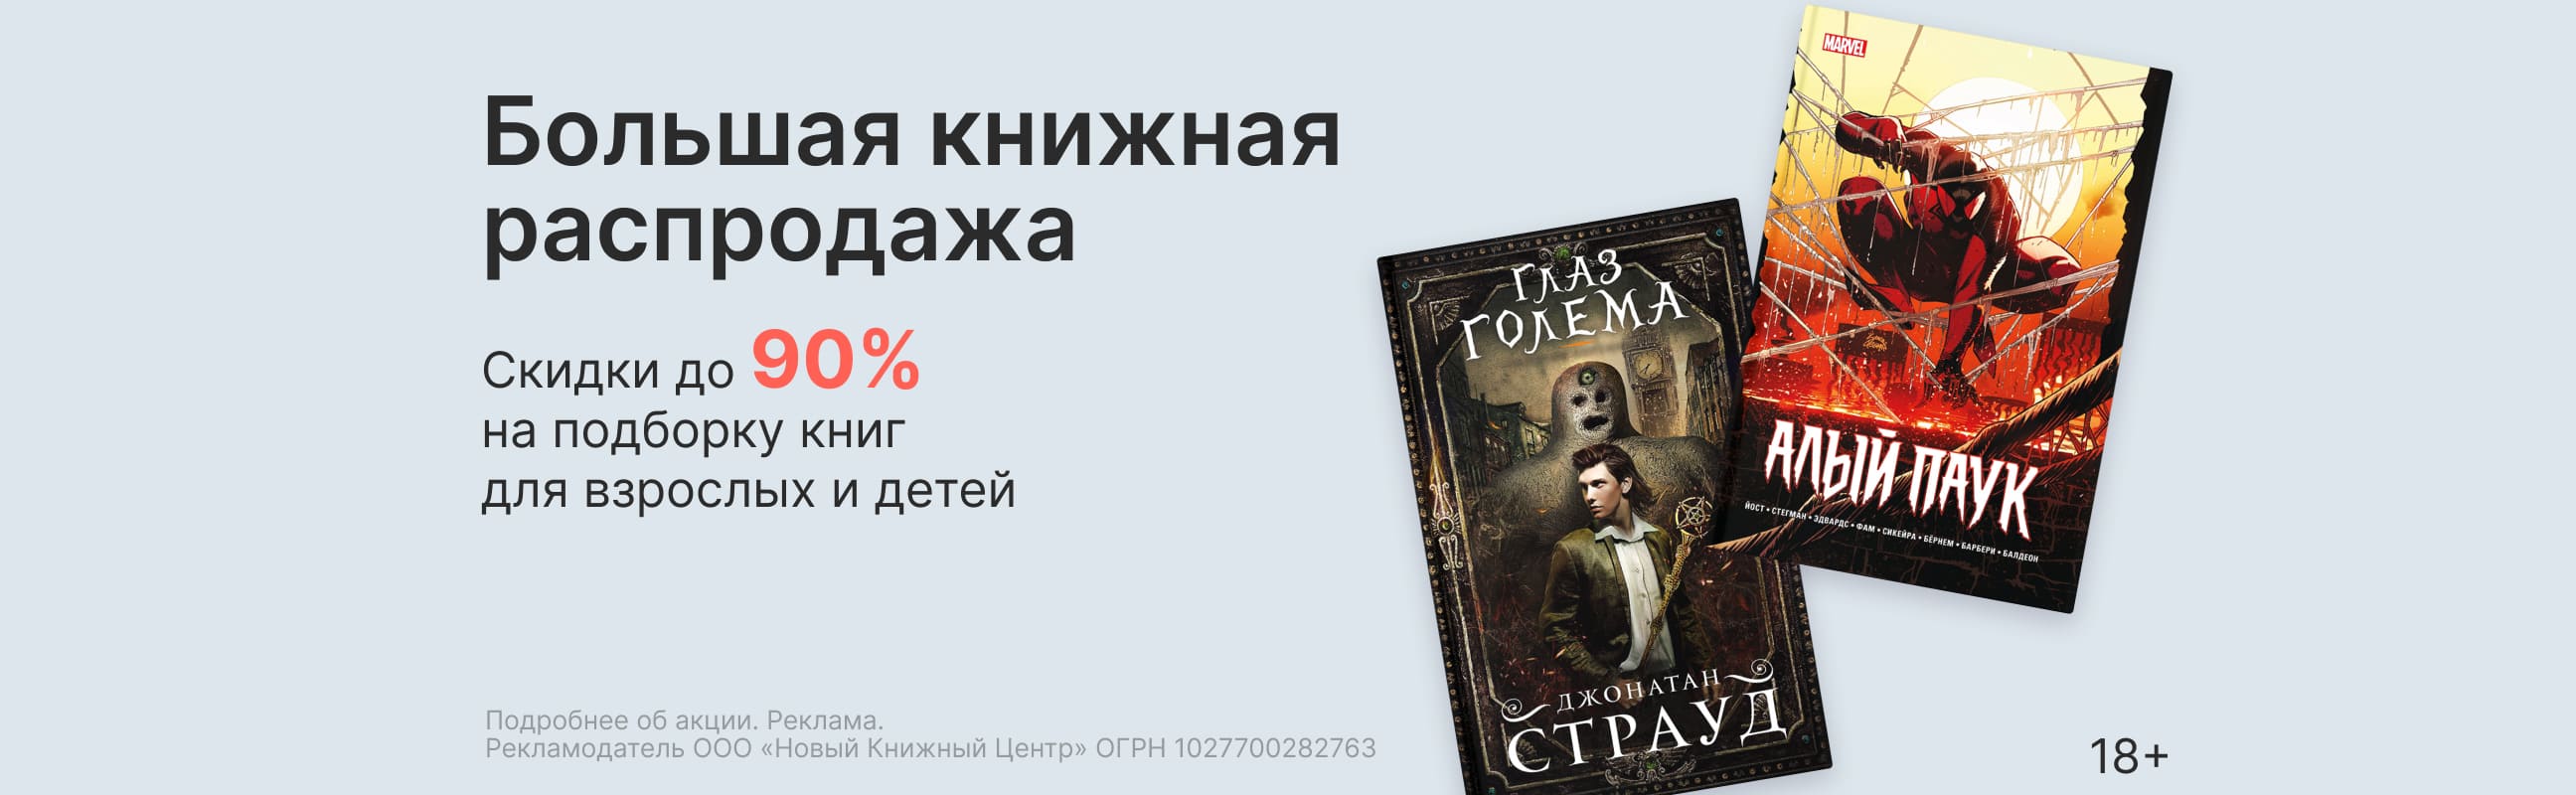 Большая книжная
распродажа
Скидки до 90%
на подборку книг
для взрослых и детей
Подробнее об акции. Реклама.
Рекламодатель ООО «Новый Книжный Центр» ОГРН 1027700282763
ГЛАЗ
ГОЛЕМА
ДЖОНАТАН
СТРАУД
MARVEL
АЛЫЙ ПАУК
ЙОСТ • СТЕГМАН • ЭДВАРДС • ФАМ • СИКЕЙРА • БЁРНЕМ • БАРБЕРИ • БАЛДЕОН
18+